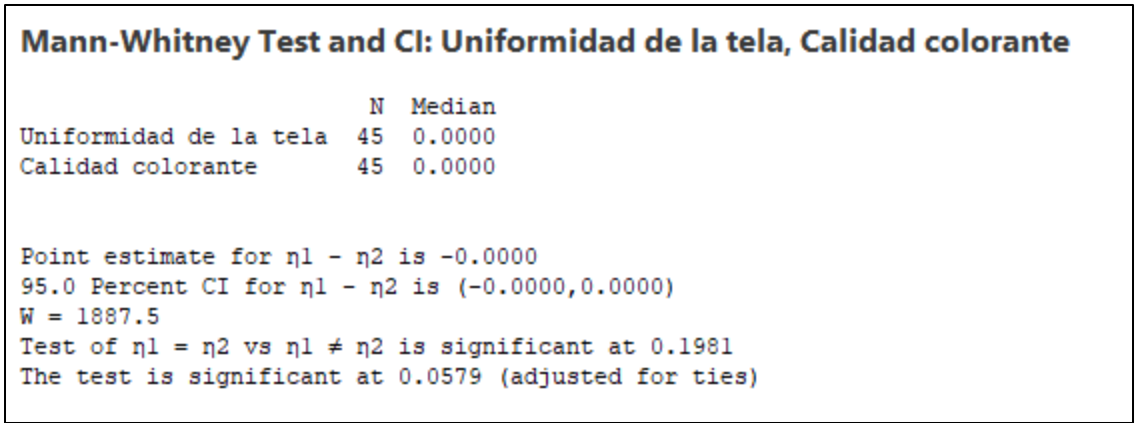 Mann-Whitney Test and CI: Uniformidad de la tela, Calidad colorante
N Median
Uniformidad de la tela 45 0.0000
Calidad colorante 45 0.0000
Point estimate for η1 - η2 is -0.0000
95.0 Percent CI for η1 - η2 is (-0.0000,0.0000)
W = 1887.5
Test of η1 = η2 vs η1 ≠ η2 is significant at 0.1981
The test is significant at 0.0579 (adjusted for ties)